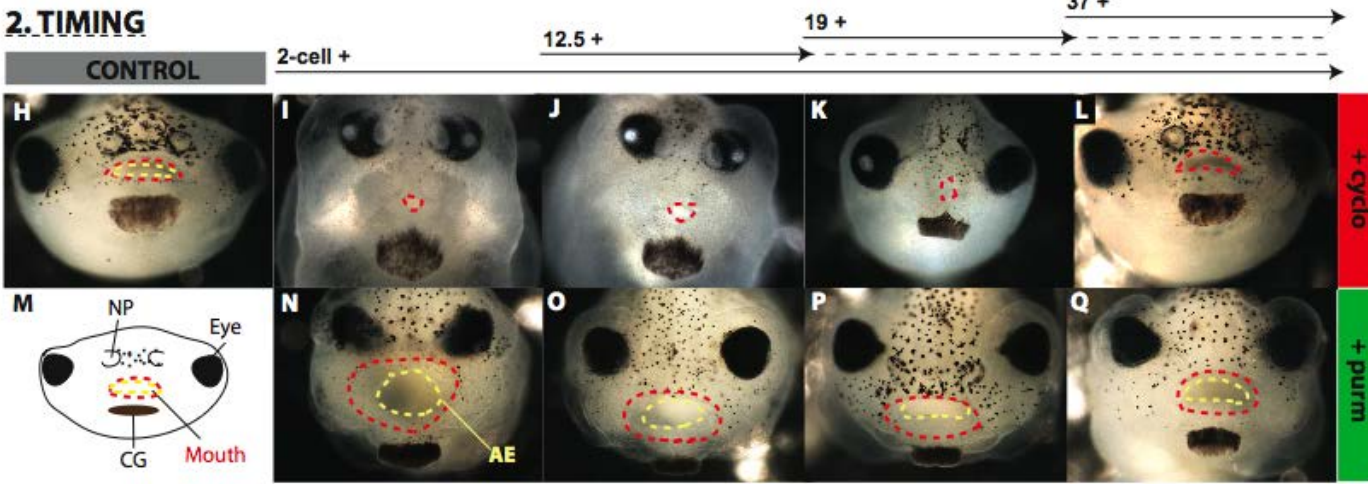 2. TIMING
37 +
19 +
12.5 +
2-cell +
CONTROL
H
I
J
K
L
+ cyclo
M
NP
Eye
CG
Mouth
N
AE
O
P
Q
+ purm